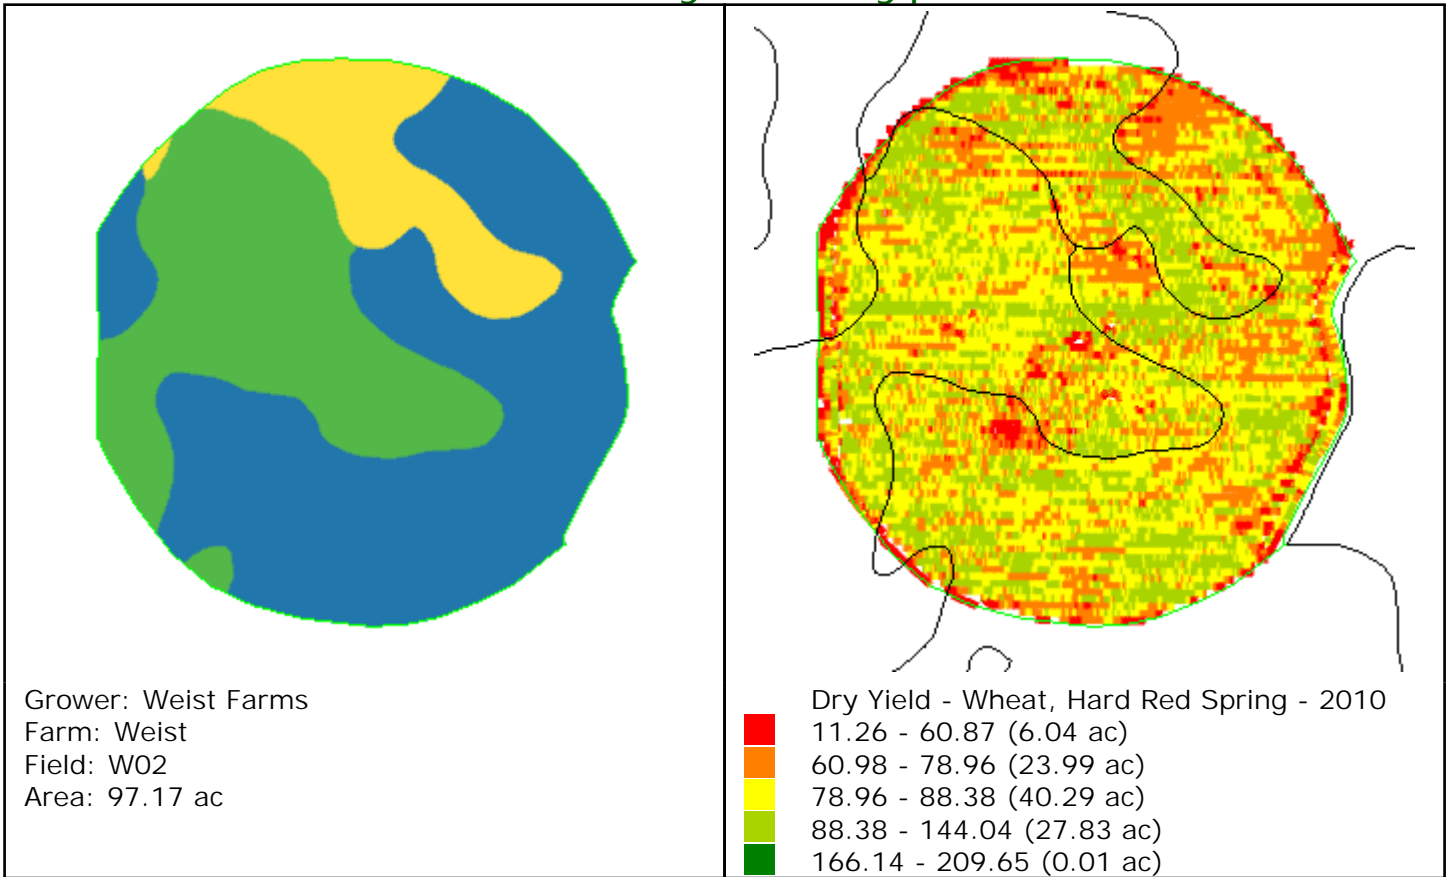 Grower: Weist Farms
Farm: Weist
Field: W02
Area: 97.17 ac
Dry Yield - Wheat, Hard Red Spring - 2010
11.26 - 60.87 (6.04 ac)
60.98 - 78.96 (23.99 ac)
78.96 - 88.38 (40.29 ac)
88.38 - 144.04 (27.83 ac)
166.14 - 209.65 (0.01 ac)